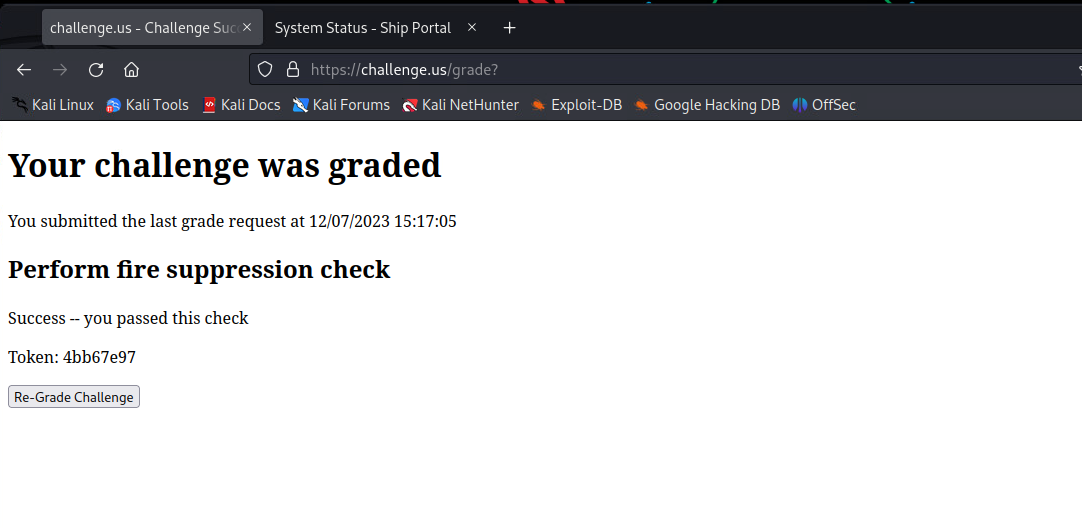 challenge.us - Challenge Suc
System Status - Ship Portal
https://challenge.us/grade?
Kali Linux
Kali Tools
Kali Docs
Kali Forums
Kali NetHunter
Exploit-DB
Google Hacking DB
OffSec
Your challenge was graded
You submitted the last grade request at 12/07/2023 15:17:05
Perform fire suppression check
Success -- you passed this check
Token: 4bb67e97
Re-Grade Challenge